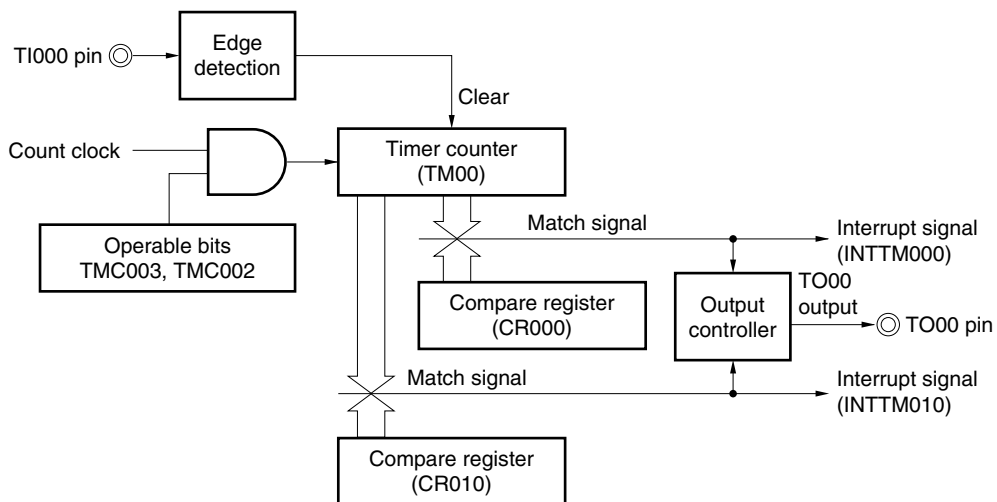 TI000 pin
Edge
detection
Clear
Count clock
Timer counter
(TM00)
Operable bits
TMC003, TMC002
Match signal
Interrupt signal
(INTTM000)
Compare register
(CR000)
Output
controller
TO00
output
TO00 pin
Match signal
Interrupt signal
(INTTM010)
Compare register
(CR010)